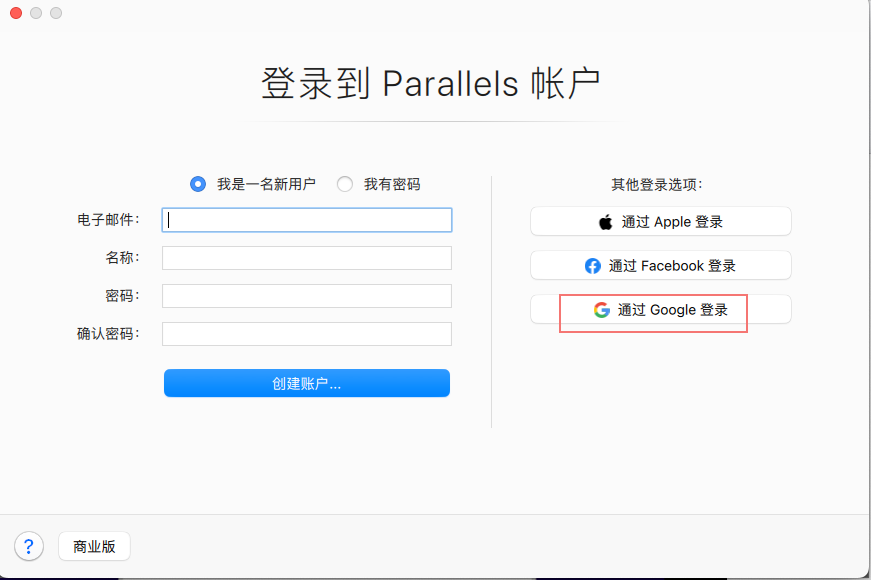 登录到 Parallels 帐户
我是一名新用户 我有密码
电子邮件：
名称：
密码：
确认密码：
创建账户...
其他登录选项：
通过 Apple 登录
通过 Facebook 登录
通过 Google 登录
? 商业版